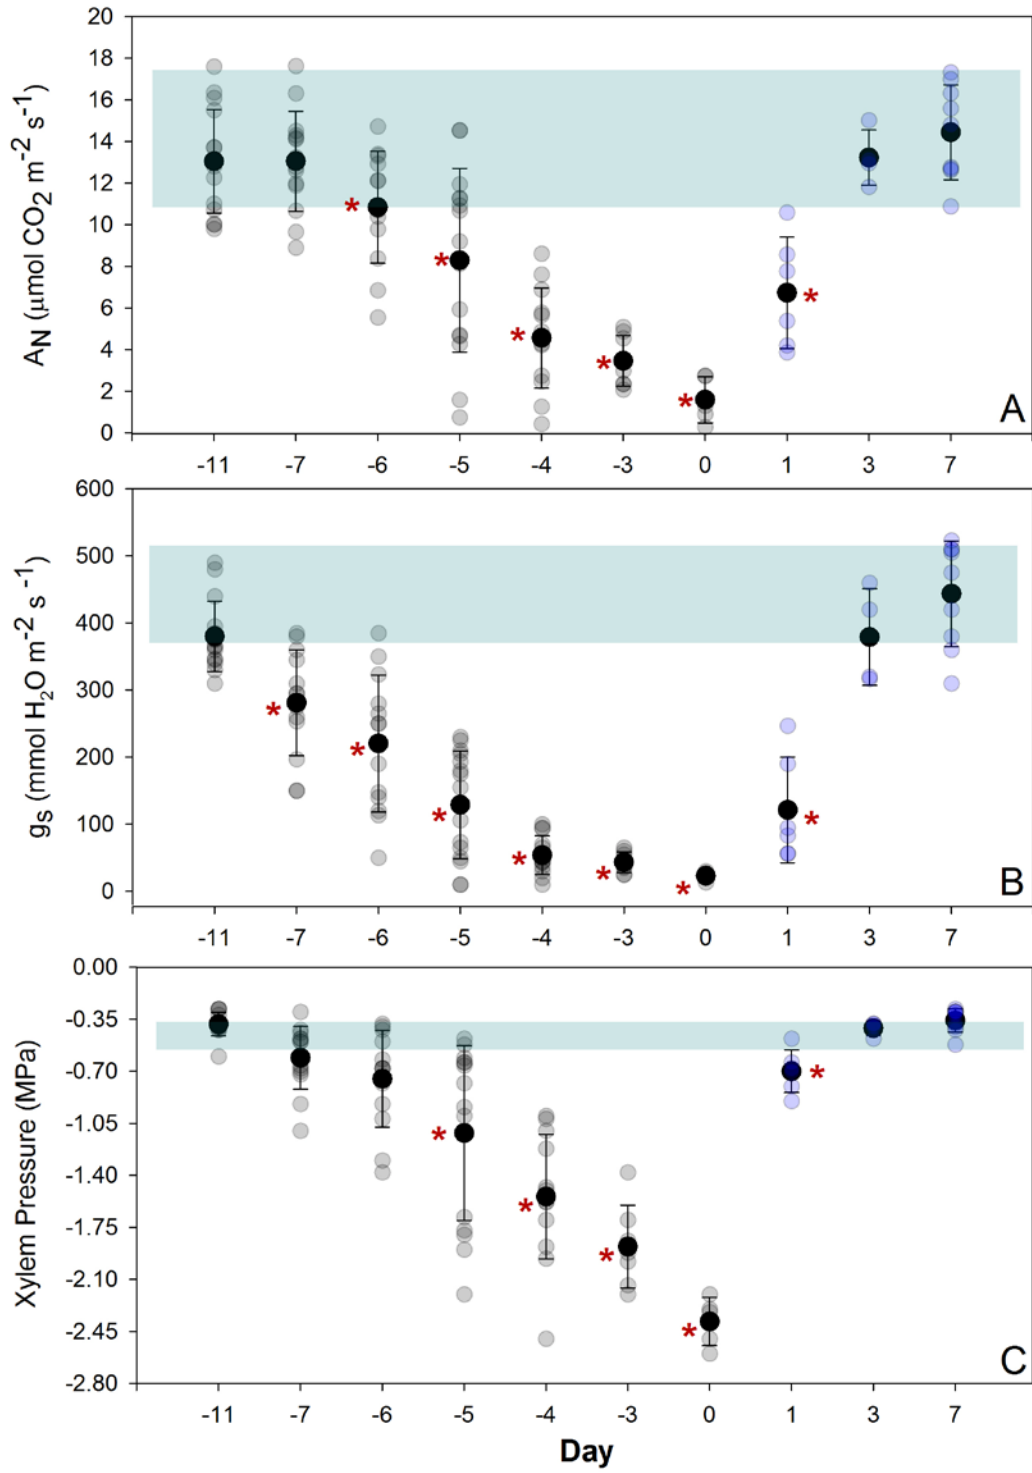 20
18
16
14
12
10
8
6
4
2
0
A_N (μmol CO₂ m⁻² s⁻¹)
* * * * * *
A
-11 -7 -6 -5 -4 -3 0 1 3 7
600
500
400
300
200
100
0
g_s (mmol H₂O m⁻² s⁻¹)
* * * * * * *
B
-11 -7 -6 -5 -4 -3 0 1 3 7
0.00
-0.35
-0.70
-1.05
-1.40
-1.75
-2.10
-2.45
-2.80
Xylem Pressure (MPa)
* * * * *
C
-11 -7 -6 -5 -4 -3 0 1 3 7
Day